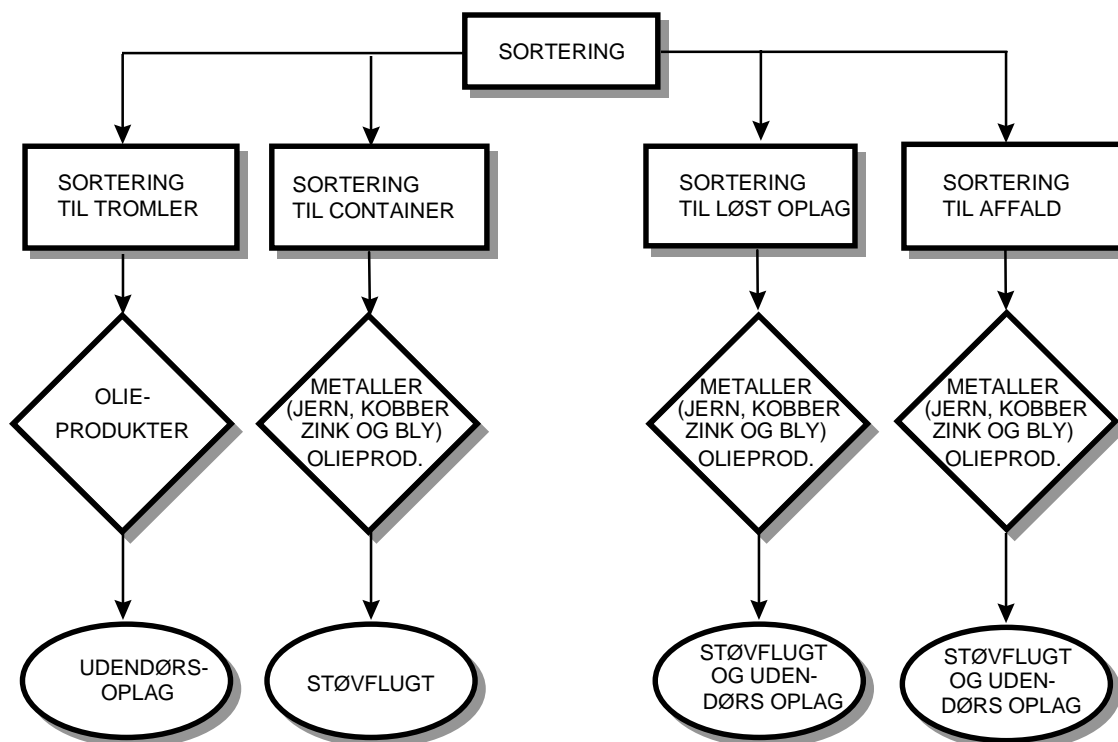 SORTERING
SORTERING
TIL TROMLER
SORTERING
TIL CONTAINER
SORTERING
TIL LØST OPLAG
SORTERING
TIL AFFALD
OLIE-
PRODUKTER
METALLER
(JERN, KOBBER
ZINK OG BLY)
OLIEPROD.
METALLER
(JERN, KOBBER
ZINK OG BLY)
OLIEPROD.
METALLER
(JERN, KOBBER
ZINK OG BLY)
OLIEPROD.
UDENDØRS-
OPLAG
STØVFLUGT
STØVFLUGT
OG UDEN-
DØRS OPLAG
STØVFLUGT
OG UDEN-
DØRS OPLAG